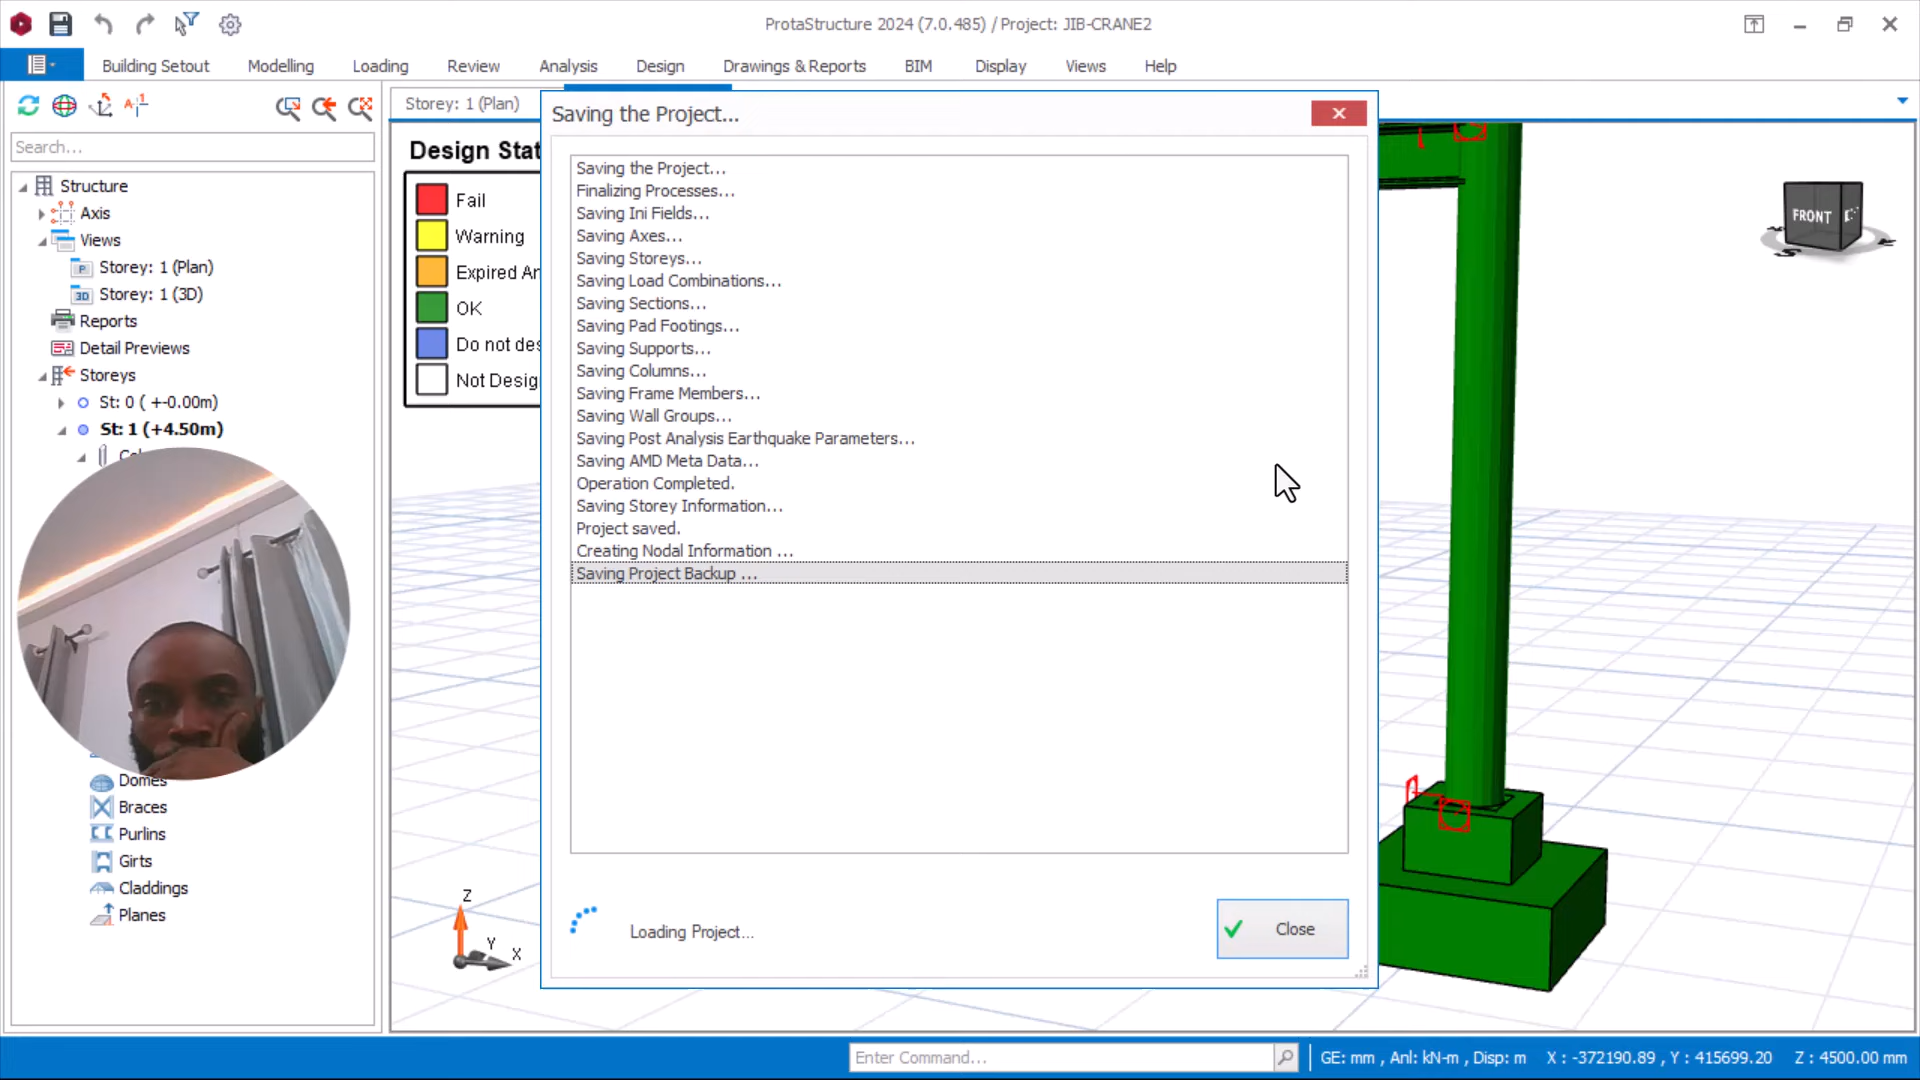 ProtaStructure 2024 (7.0.485) / Project: JIB-CRANE2
Building Setout
Modelling
Loading
Review
Analysis
Design
Drawings & Reports
BIM
Display
Views
Help
Search...
Structure
Axis
Views
Storey: 1 (Plan)
Storey: 1 (3D)
Reports
Detail Previews
Storeys
St: 0 ( +-0.00m)
St: 1 (+4.50m)
Domes
Braces
Purlins
Girts
Claddings
Planes
Storey: 1 (Plan)
Design
Fail
Warning
Expired
OK
Do not
Not
Saving the Project...
Saving the Project...
Finalizing Processes...
Saving Ini Fields...
Saving Axes...
Saving Storeys...
Saving Load Combinations...
Saving Sections...
Saving Pad Footings...
Saving Supports...
Saving Columns...
Saving Frame Members...
Saving Wall Groups...
Saving Post Analysis Earthquake Parameters...
Saving AMD Meta Data...
Operation Completed.
Saving Storey Information...
Project saved.
Creating Nodal Information ...
Saving Project Backup ...
Loading Project...
Close
FRONT
S
Z
Y
X
Enter Command...
GE: mm , Anl: kN-m , Disp: m
X : -372190.89 , Y : 415699.20
Z : 4500.00 mm